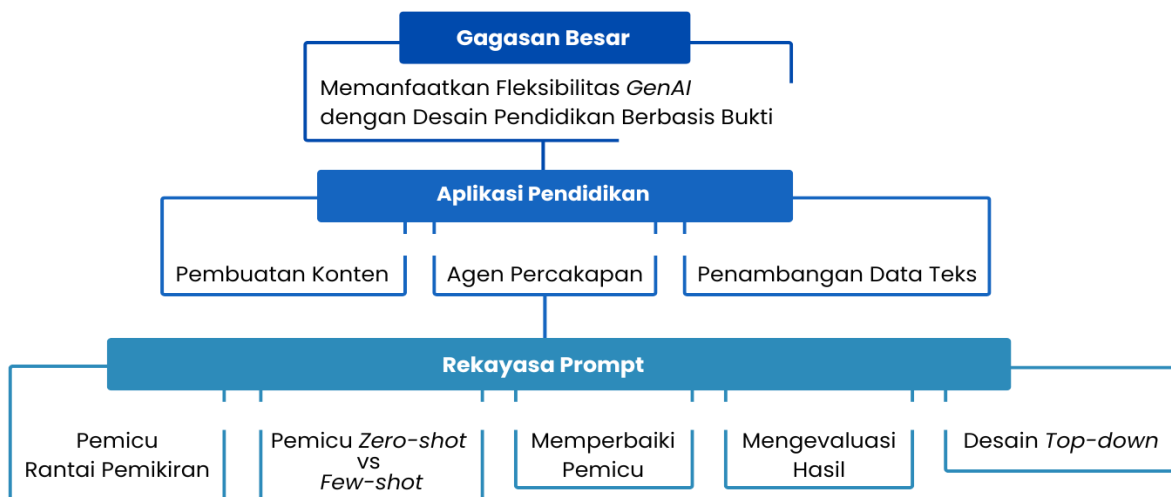 Gagasan Besar
Memanfaatkan Fleksibilitas GenAI
dengan Desain Pendidikan Berbasis Bukti
Aplikasi Pendidikan
Pembuatan Konten
Agen Percakapan
Penambangan Data Teks
Rekayasa Prompt
Pemicu
Rantai Pemikiran
Pemicu Zero-shot
vs
Few-shot
Memperbaiki
Pemicu
Mengevaluasi
Hasil
Desain Top-down